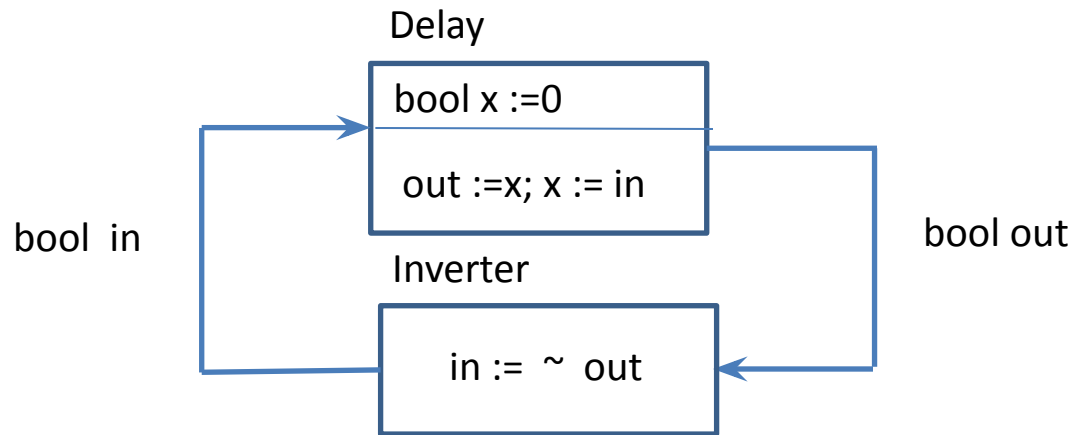 Delay
bool x :=0
out :=x; x := in
bool in
bool out
Inverter
in := ~ out